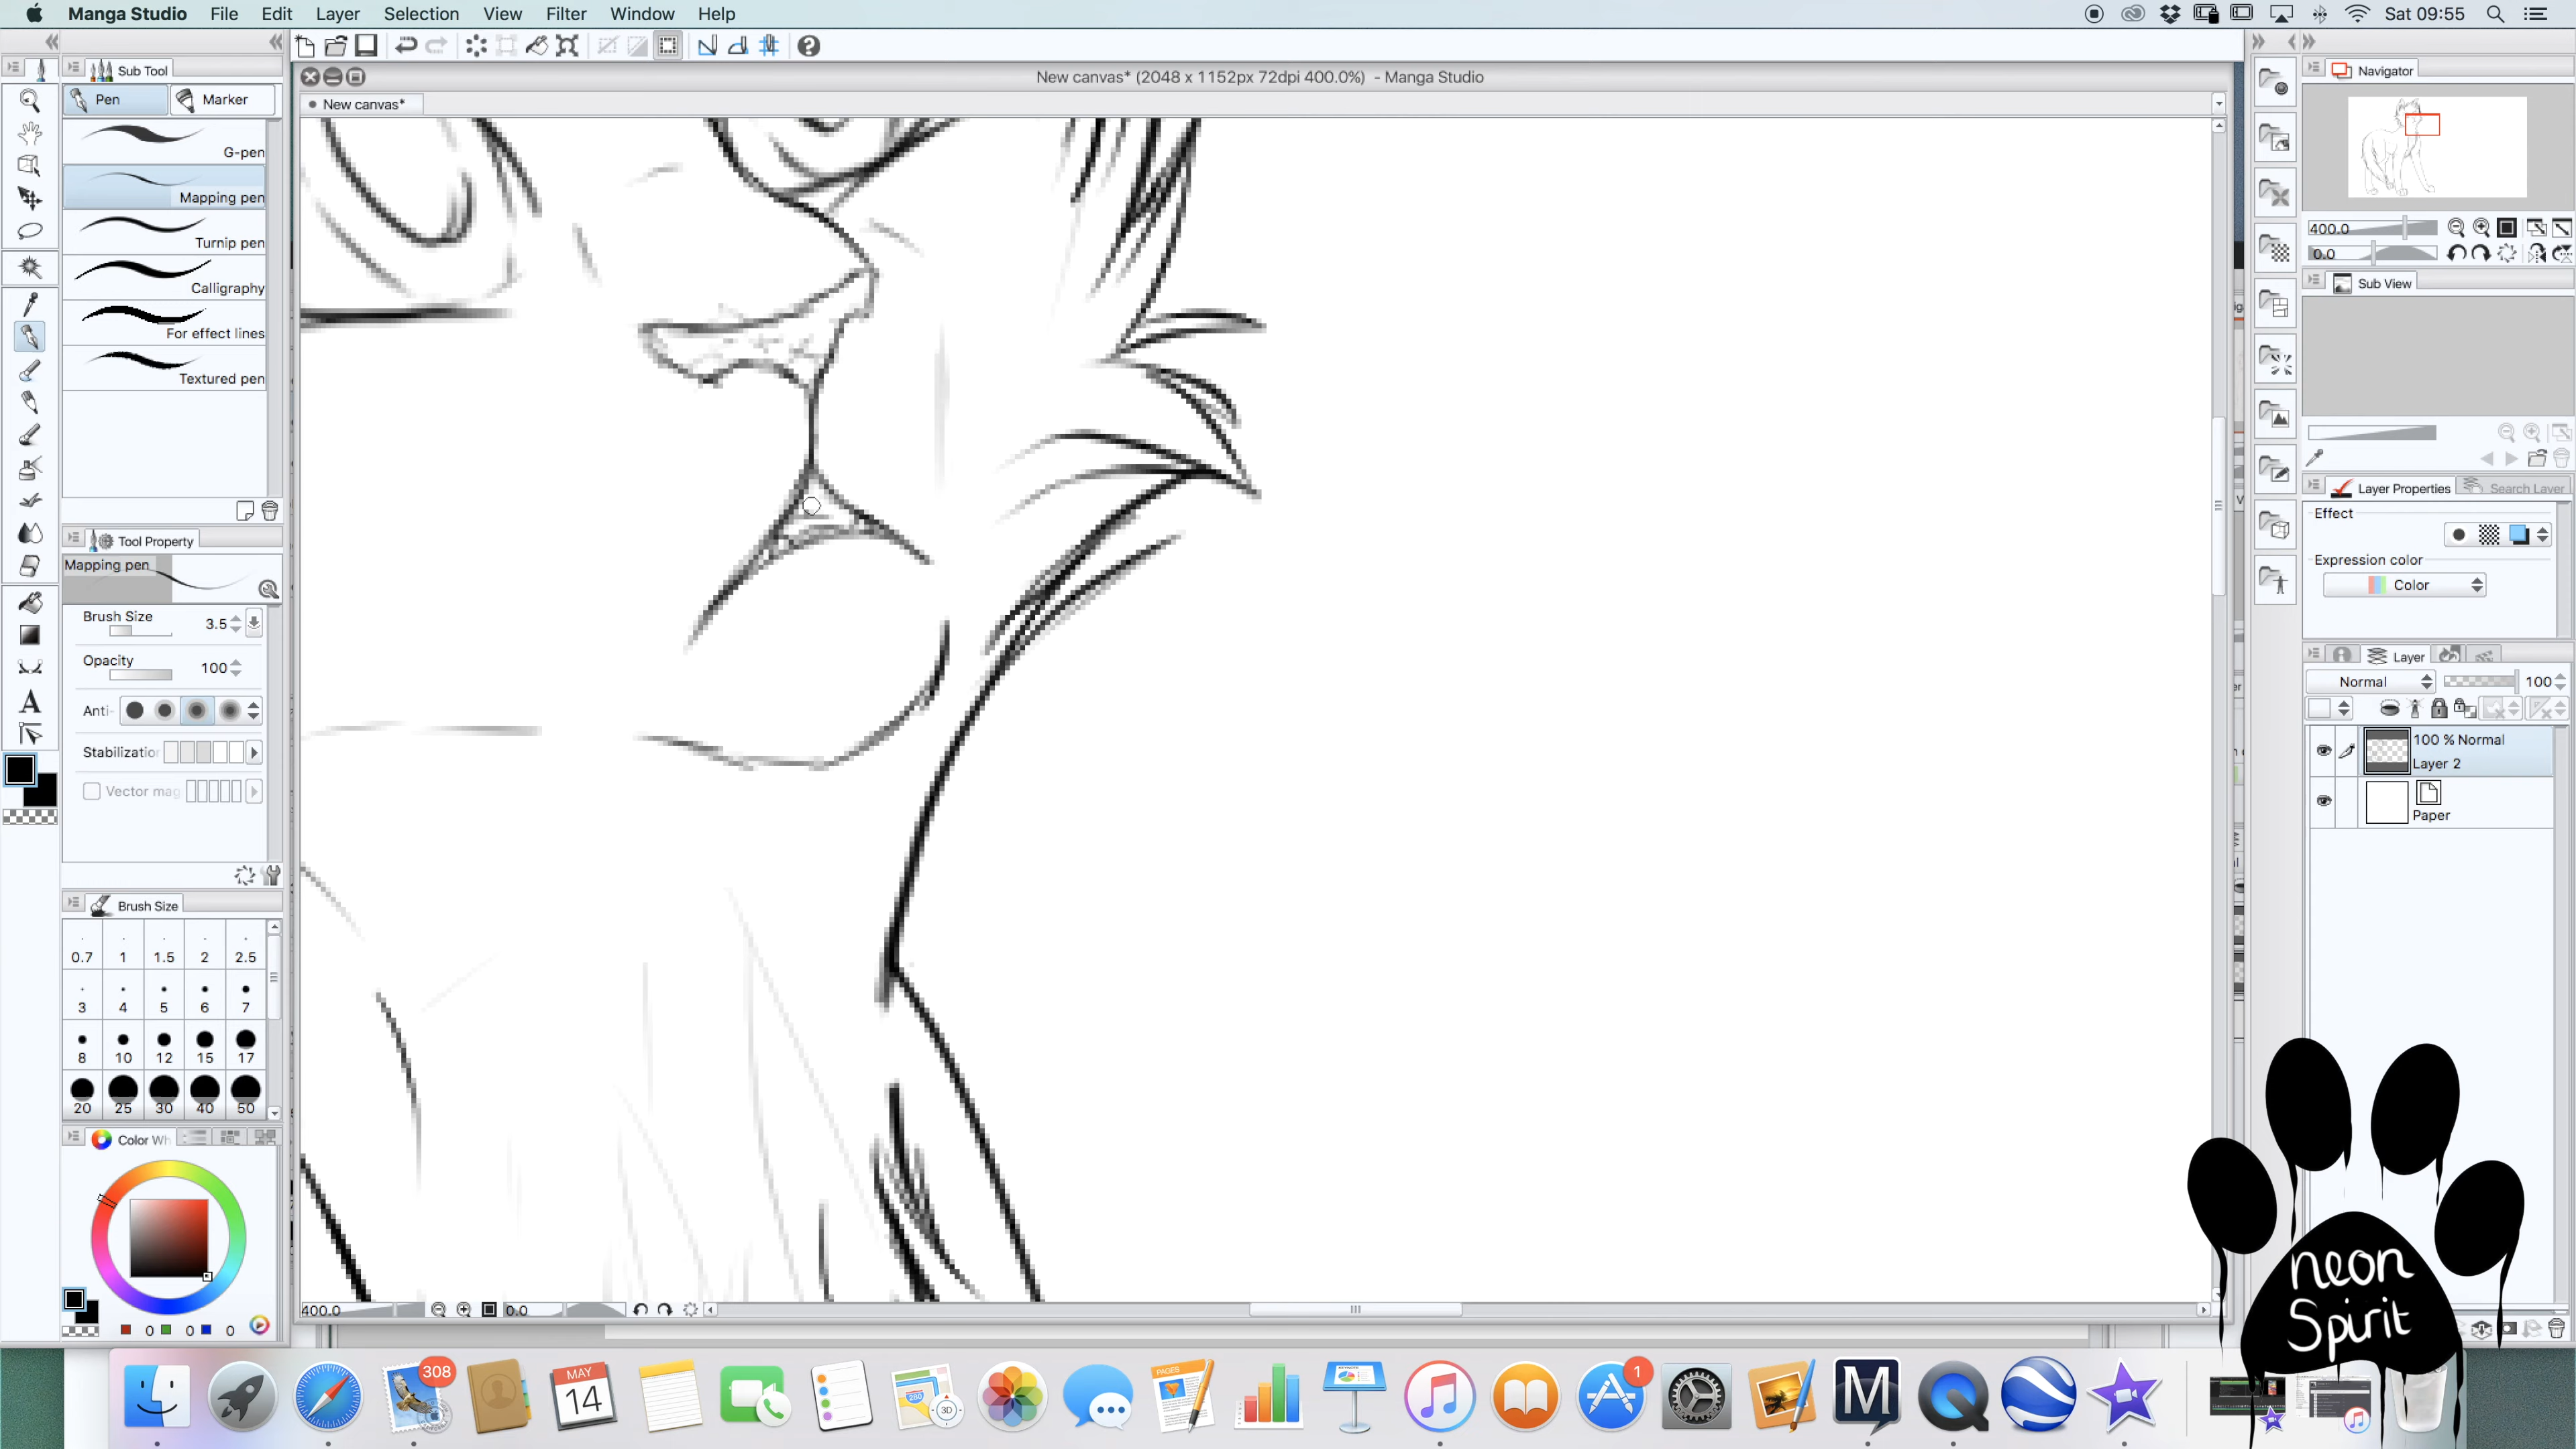 Manga Studio File Edit Layer Selection View Filter Window Help
Sat 09:55
New canvas* (2048 x 1152px 72dpi 400.0%) - Manga Studio
New canvas*
Sub Tool
Pen
Marker
G-pen
Mapping pen
Turnip pen
Calligraphy
For effect lines
Textured pen
Tool Property
Mapping pen
Brush Size 3.5
Opacity 100
Anti-
Stabilizatio
Vector mag
Brush Size
0.7 1 1.5 2 2.5
3 4 5 6 7
8 10 12 15 17
20 25 30 40 50
Color Wh
0 0 0
400.0
0.0
Navigator
400.0
0.0
Sub View
Layer Properties
Search Layer
Effect
Expression color
Color
Layer
Normal 100
100 % Normal
Layer 2
Paper
neon
Spirit
308
MAY
14
280
3D
PAGES
KEYNOTE
1
M